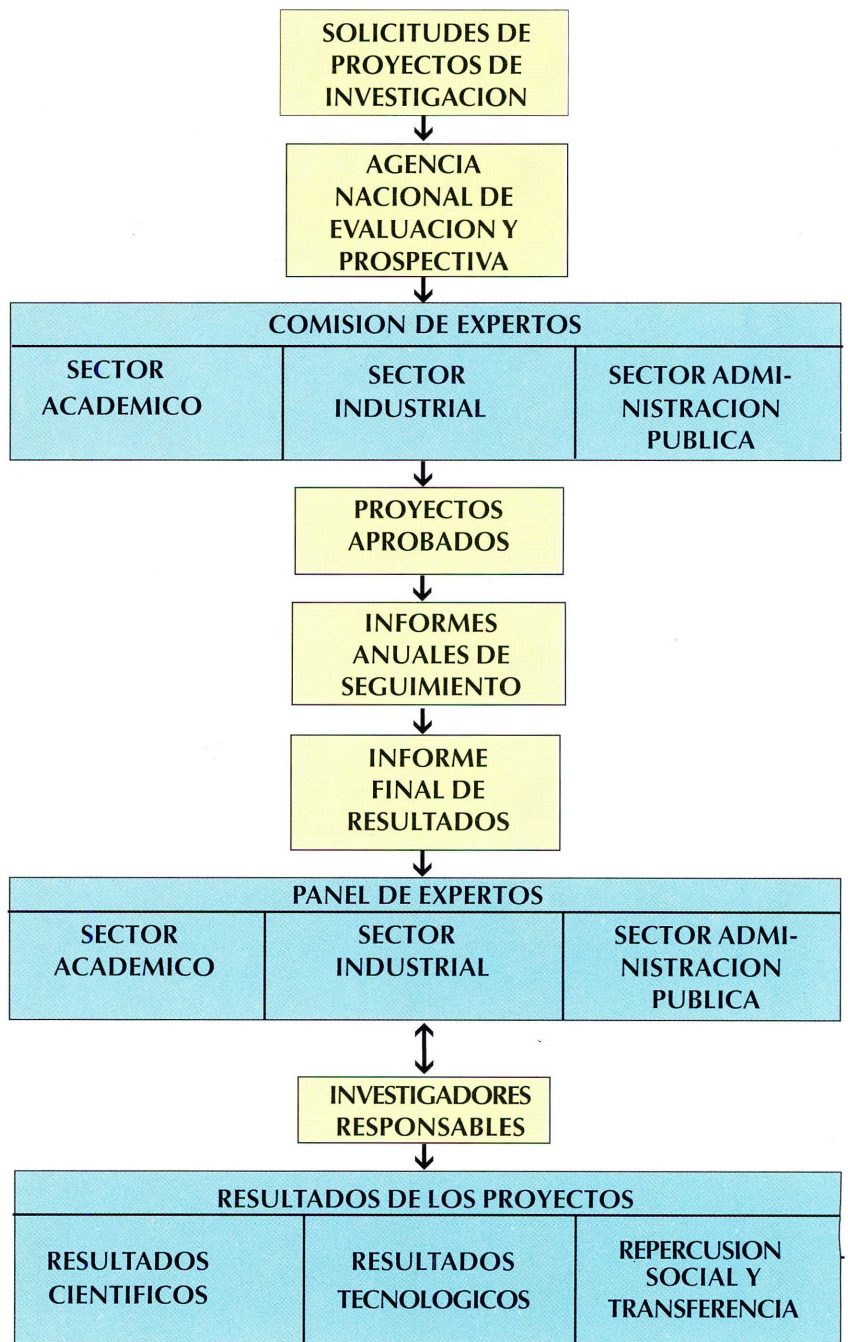 SOLICITUDES DE
PROYECTOS DE
INVESTIGACION
AGENCIA
NACIONAL DE
EVALUACION Y
PROSPECTIVA
COMISION DE EXPERTOS
SECTOR
ACADEMICO
SECTOR
INDUSTRIAL
SECTOR ADMI-
NISTRACION
PUBLICA
PROYECTOS
APROBADOS
INFORMES
ANUALES DE
SEGUIMIENTO
INFORME
FINAL DE
RESULTADOS
PANEL DE EXPERTOS
SECTOR
ACADEMICO
SECTOR
INDUSTRIAL
SECTOR ADMI-
NISTRACION
PUBLICA
INVESTIGADORES
RESPONSABLES
RESULTADOS DE LOS PROYECTOS
RESULTADOS
CIENTIFICOS
RESULTADOS
TECNOLOGICOS
REPERCUSION
SOCIAL Y
TRANSFERENCIA